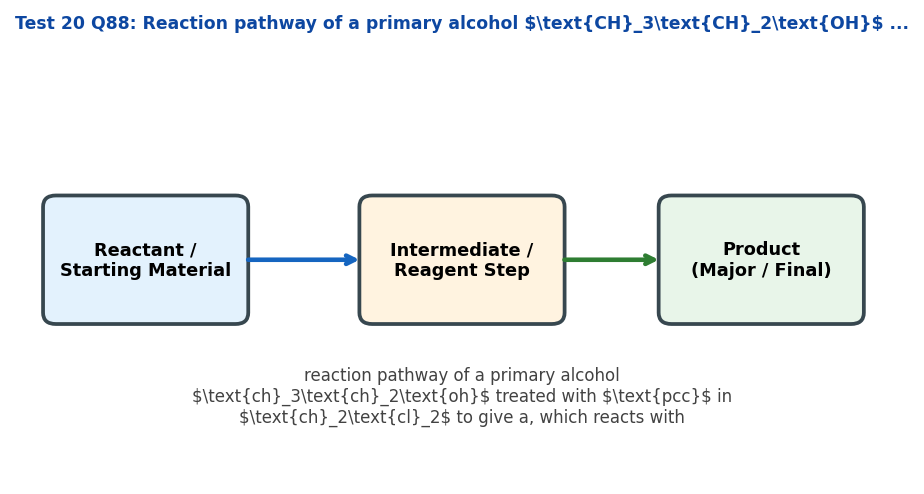 Test 20 Q88: Reaction pathway of a primary alcohol $\text{CH}_3\text{CH}_2\text{OH}$ ...
Reactant /
Starting Material
Intermediate /
Reagent Step
Product
(Major / Final)
reaction pathway of a primary alcohol
$\text{ch}_3\text{ch}_2\text{oh}$ treated with $\text{pcc}$ in
$\text{ch}_2\text{cl}_2$ to give a, which reacts with